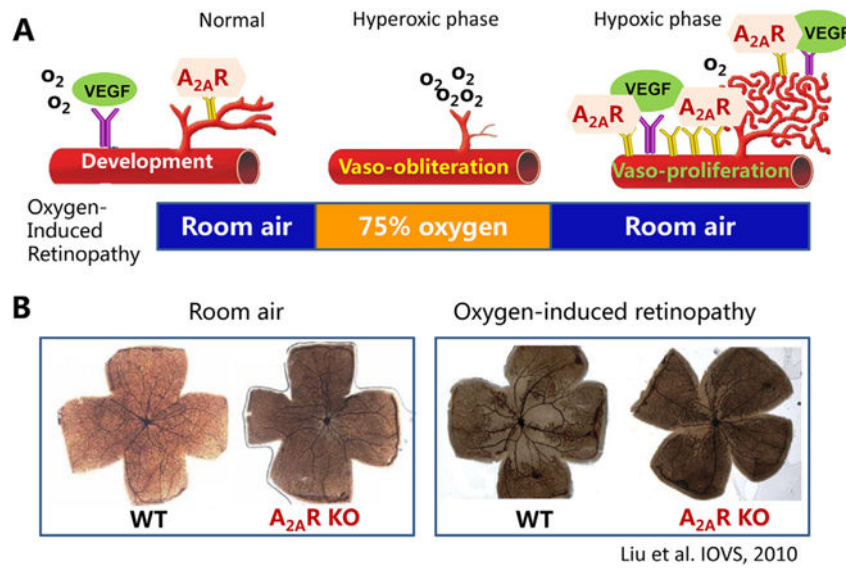 A
Normal
Hyperoxic phase
Hypoxic phase
A₂ₐR
VEGF
O₂
O₂
VEGF
A₂ₐR
O₂
O₂
O₂O₂
O₂
VEGF
A₂ₐR
A₂ₐR
Development
Vaso-obliteration
Vaso-proliferation
Oxygen-
Induced
Retinopathy
Room air
75% oxygen
Room air
B
Room air
Oxygen-induced retinopathy
WT
A₂ₐR KO
WT
A₂ₐR KO
Liu et al. IOVS, 2010